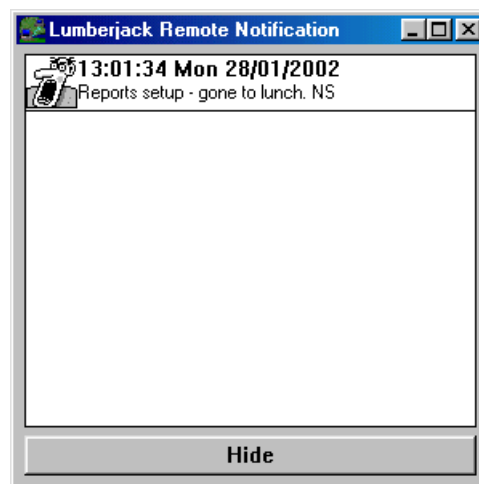 Lumberjack Remote Notification
13:01:34 Mon 28/01/2002
Reports setup - gone to lunch. NS
Hide